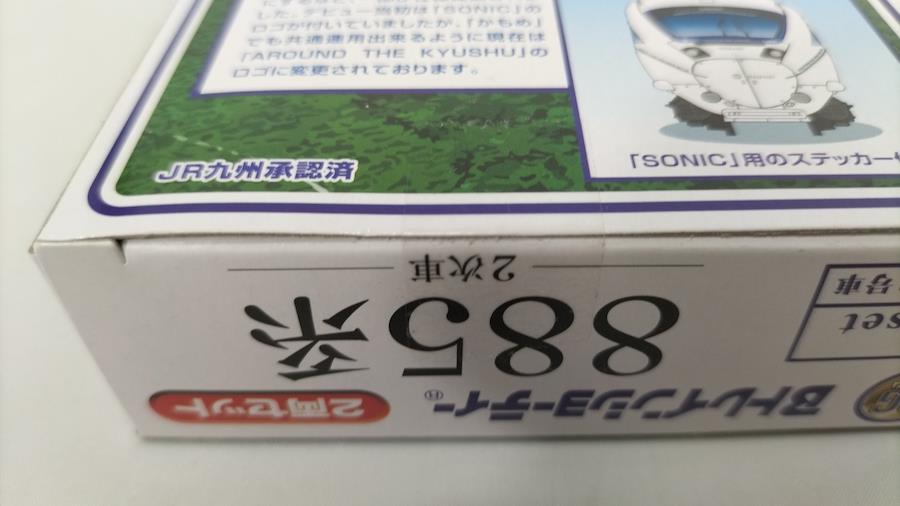 した。デビュー当初は「SONIC」の
ロゴが付いていましたが、「かもめ」
でも共通運用出来るように現在は
「AROUND THE KYUSHU」の
ロゴに変更されております。
「SONIC」用のステッカー
JR九州承認済
2次車
885系
Bトレインショーティー®
2両セット
号車
set